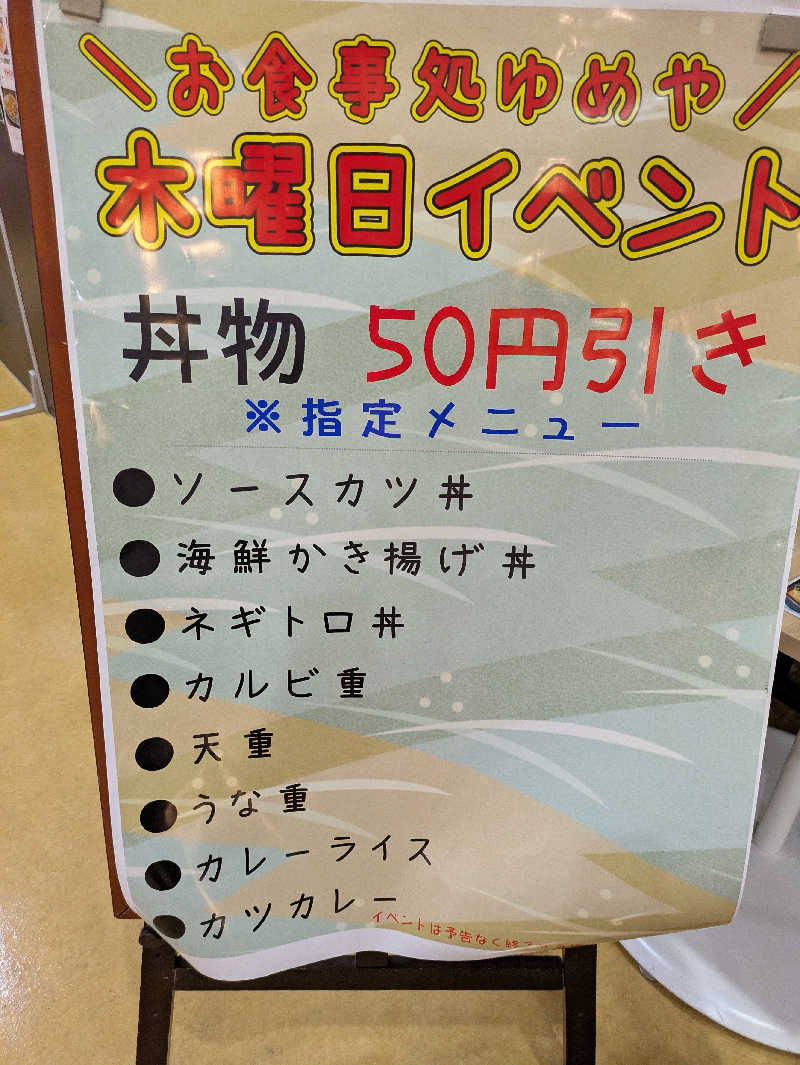 \お食事処ゆめや/
木曜日イベント
丼物 50円引き
※指定メニュー
●ソースカツ丼
●海鮮かき揚げ丼
●ネギトロ丼
●カルビ重
●天重
●うな重
●カレーライス
●カツカレー
イベントは予告なく終